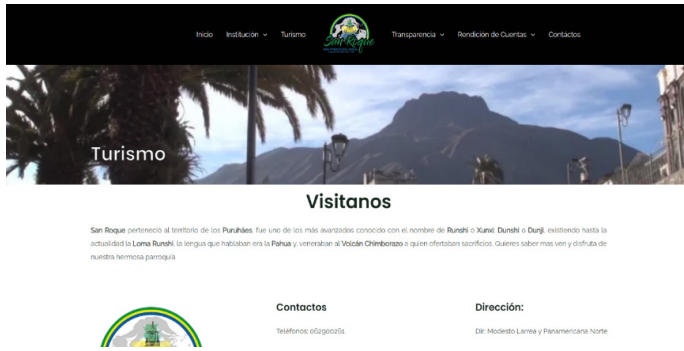 Inicio Institución Turismo San Roque Transparencia Rendición de Cuentas Contáctos
Turismo
Visitanos
San Roque perteneció al territorio de los Puruháes, fue uno de los más avanzados conocido con el nombre de Runshi o Xunxi; Dunshi o Dunji, existiendo hasta la
actualidad la Loma Runshi, la lengua que hablaban era la Pahua y, veneraban al Volcán Chimborazo a quien ofertaban sacrificios. Quieres saber mas ven y disfruta de
nuestra hermosa parroquia
Contactos
Dirección:
Teléfonos: 062900261
Dir: Modesto Larrea y Panamericana Norte